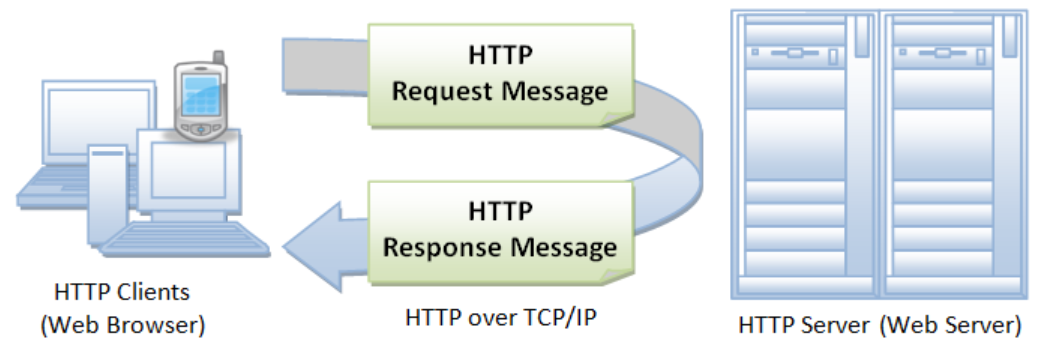 HTTP
Request Message
HTTP
Response Message
HTTP Clients
(Web Browser)
HTTP over TCP/IP
HTTP Server (Web Server)